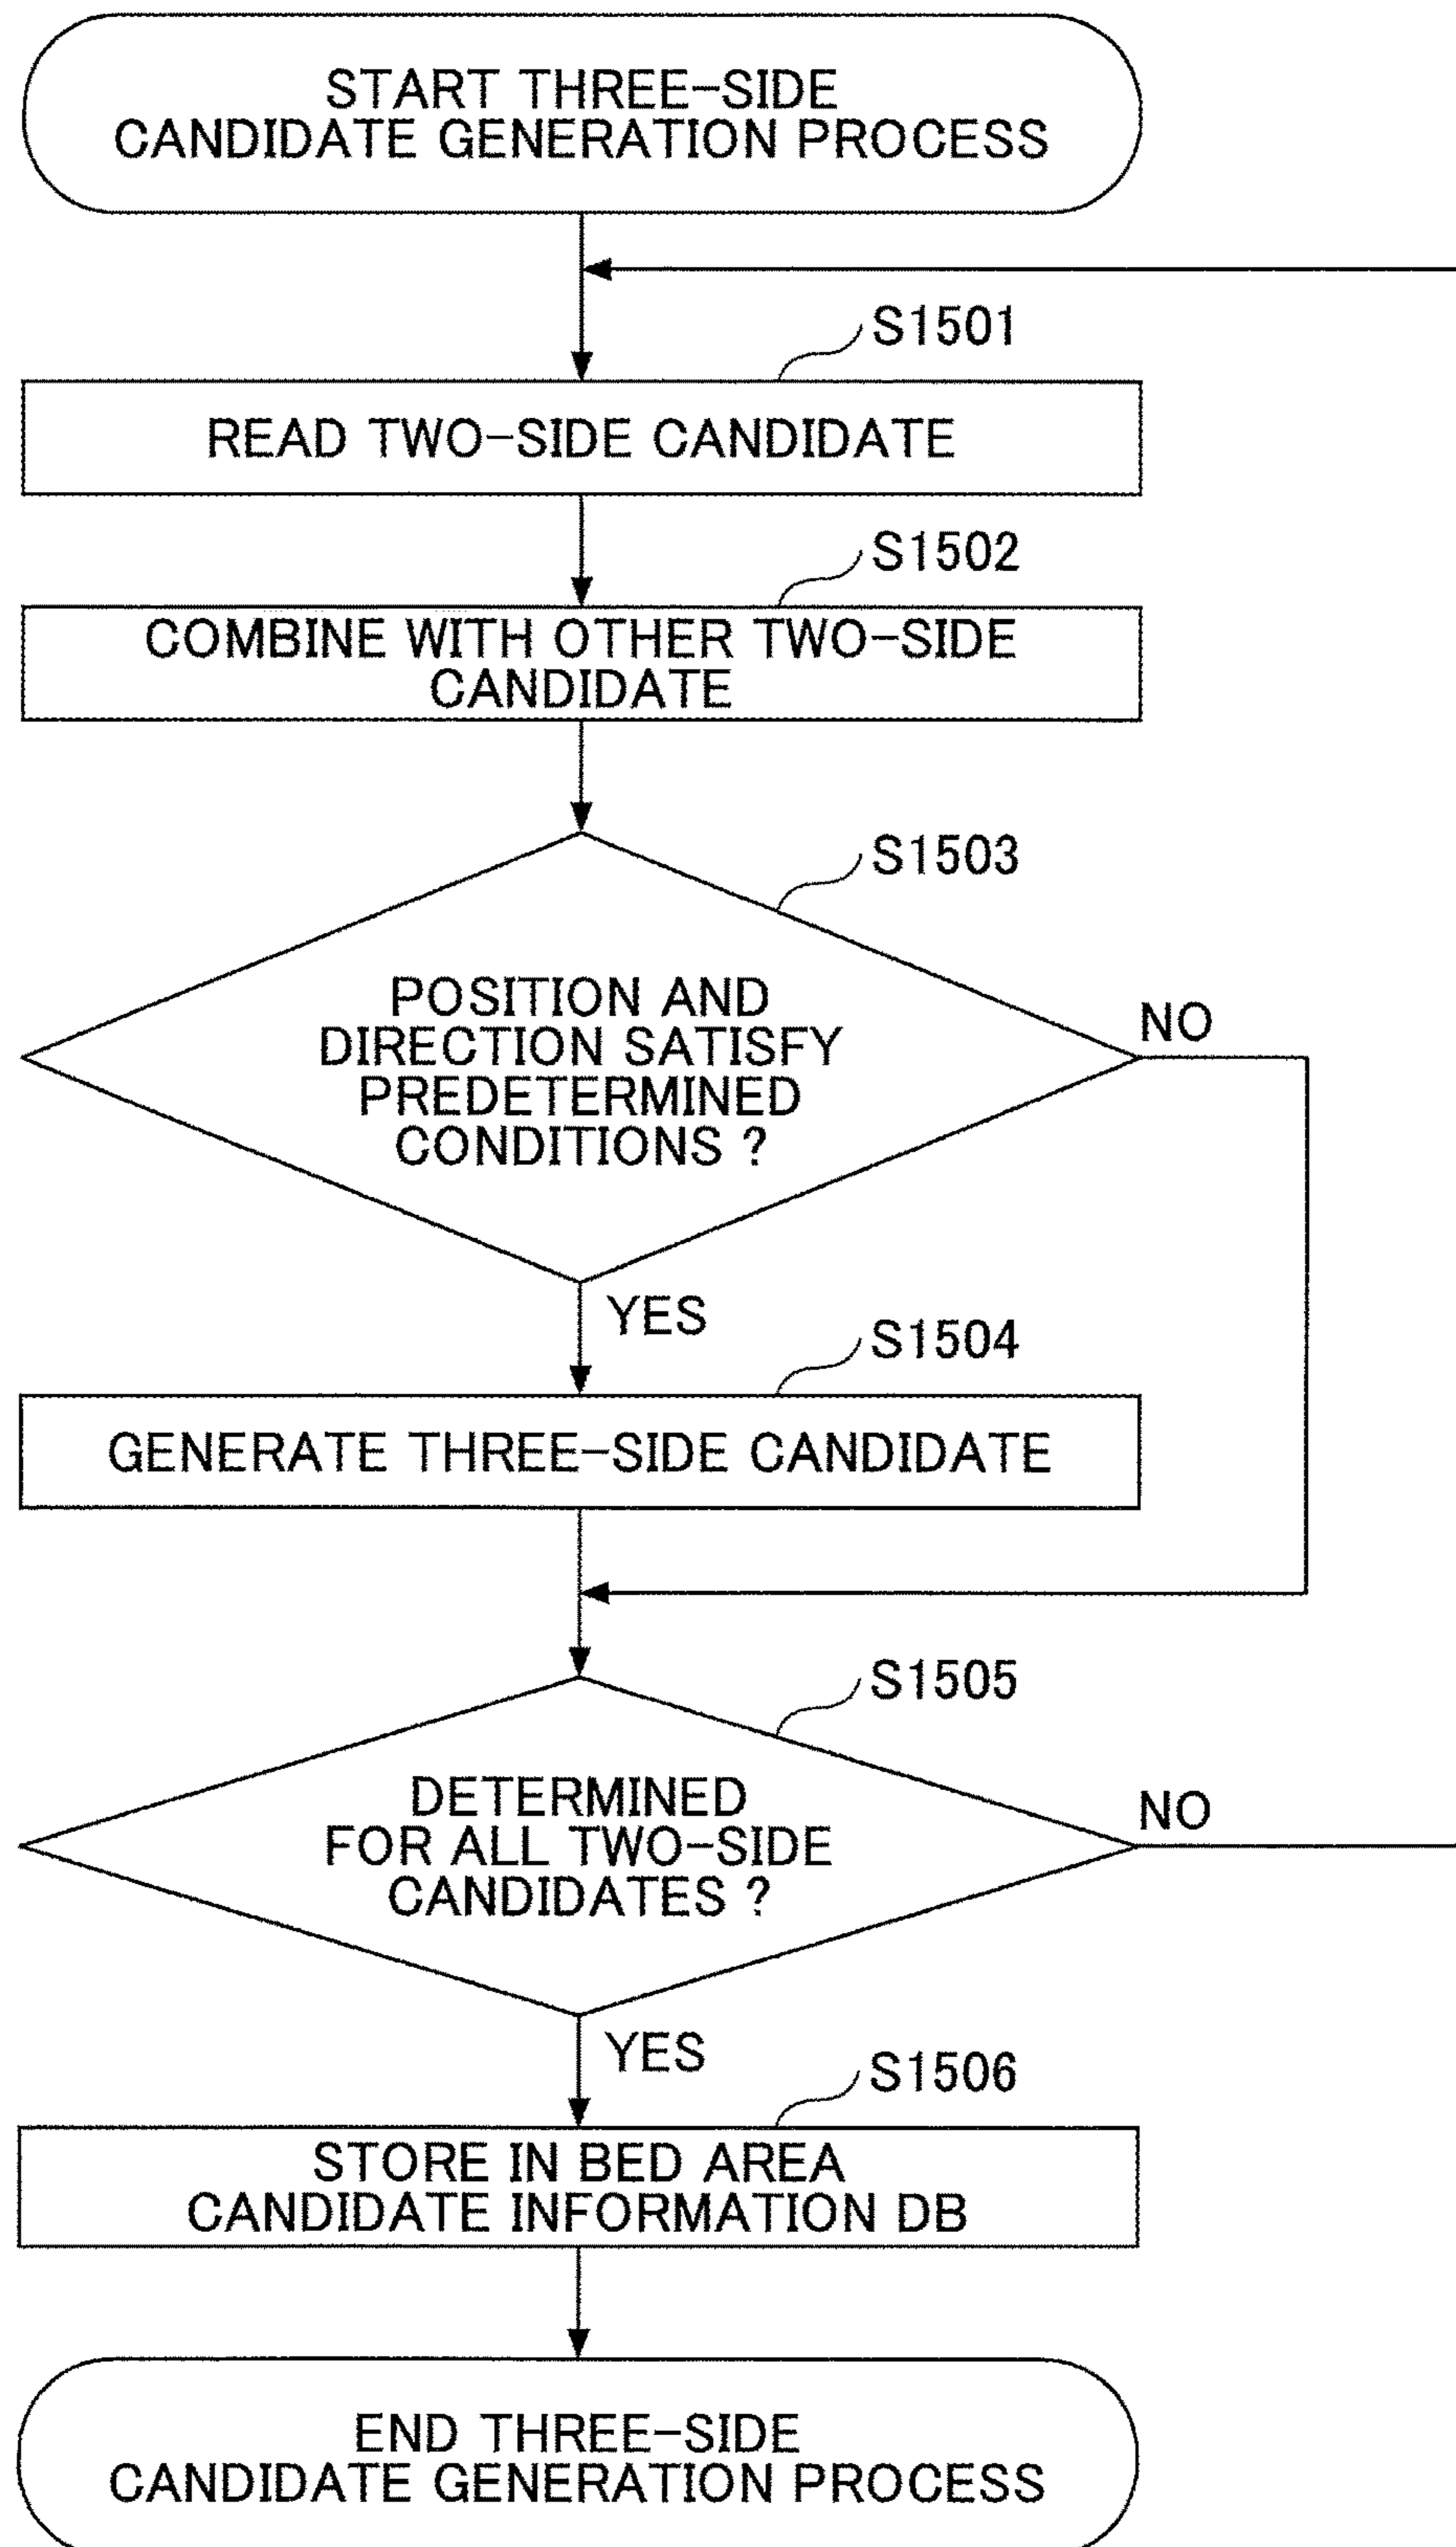 START THREE-SIDE
CANDIDATE GENERATION PROCESS
S1501
READ TWO-SIDE CANDIDATE
S1502
COMBINE WITH OTHER TWO-SIDE
CANDIDATE
S1503
POSITION AND
DIRECTION SATISFY
PREDETERMINED
CONDITIONS ?
NO
YES
S1504
GENERATE THREE-SIDE CANDIDATE
S1505
DETERMINED
FOR ALL TWO-SIDE
CANDIDATES ?
NO
YES
S1506
STORE IN BED AREA
CANDIDATE INFORMATION DB
END THREE-SIDE
CANDIDATE GENERATION PROCESS